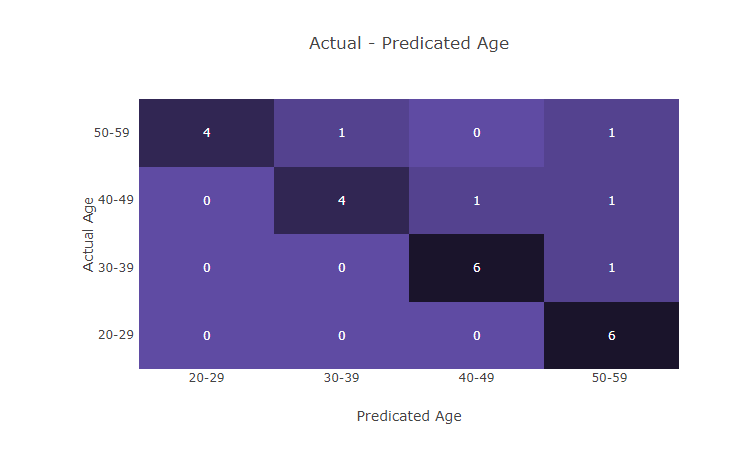 Actual - Predicated Age
Actual Age
50-59 4 1 0 1
40-49 0 4 1 1
30-39 0 0 6 1
20-29 0 0 0 6
20-29 30-39 40-49 50-59
Predicated Age